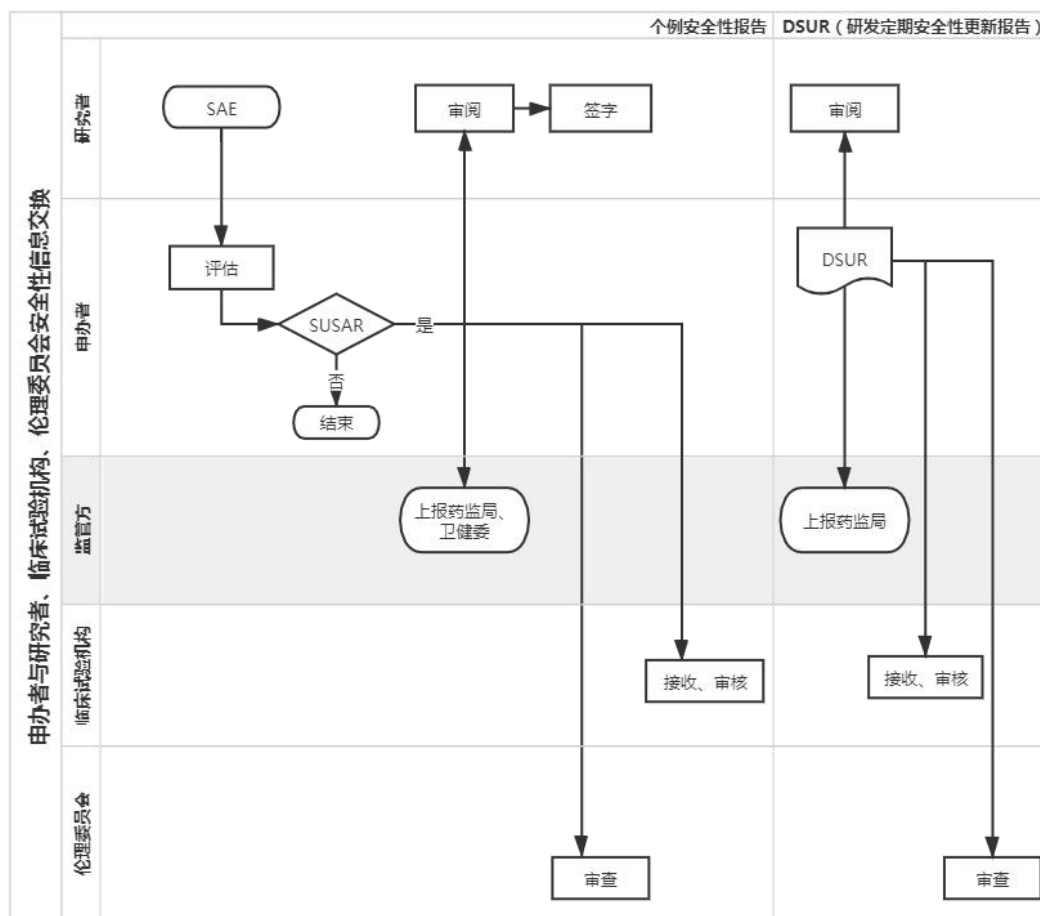 申办者与研究者、临床试验机构、伦理委员会安全性信息交换
个例安全性报告
DSUR（研发定期安全性更新报告）
研究者
SAE
审阅
签字
审阅
申办者
评估
DSUR
SUSAR
是
否
结束
监管方
上报药监局、
卫健委
上报药监局
临床试验机构
接收、审核
接收、审核
伦理委员会
审查
审查